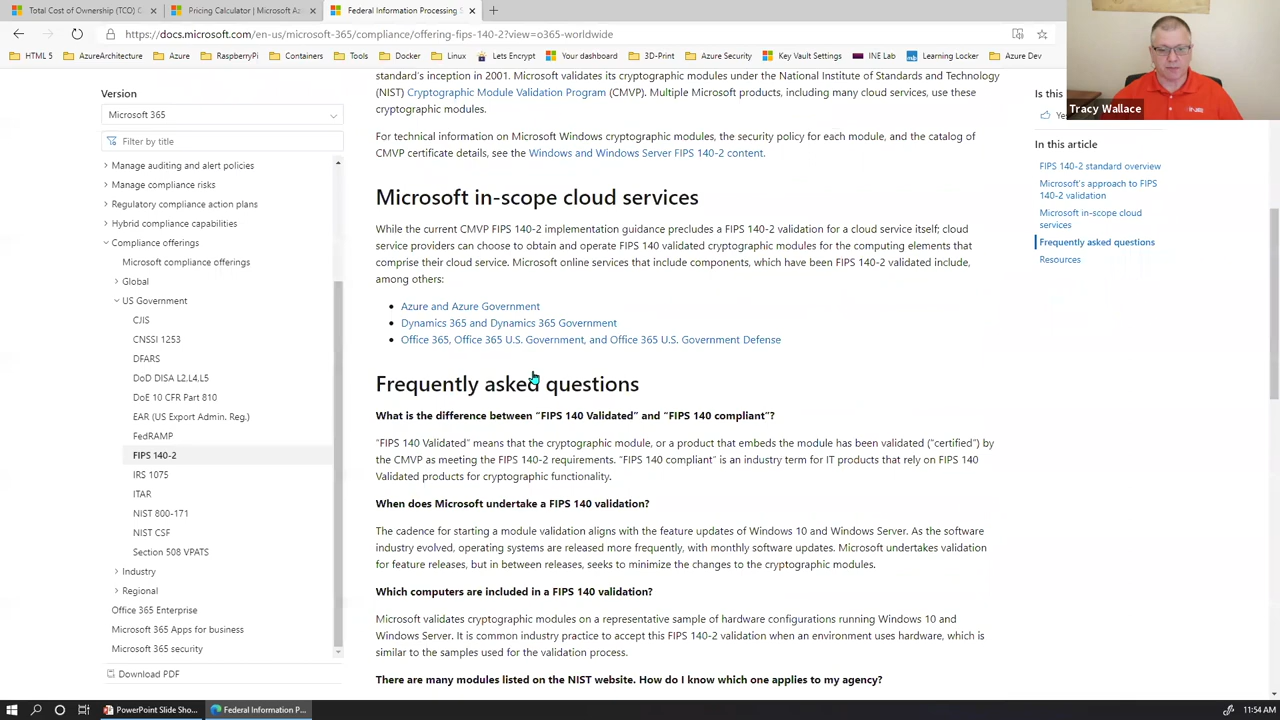 Total Cost of Ownership (TCO) C
Pricing Calculator | Microsoft Az
Federal Information Processing S
https://docs.microsoft.com/en-us/microsoft-365/compliance/offering-fips-140-2?view=o365-worldwide
HTML 5
AzureArchitecture
Azure
RaspberryPi
Containers
Tools
Docker
Linux
Lets Encrypt
Your dashboard
3D-Print
Azure Security
Key Vault Settings
INE Lab
Learning Locker
Azure Dev
Tracy Wallace
Version
Microsoft 365
Filter by title
Manage auditing and alert policies
Manage compliance risks
Regulatory compliance action plans
Hybrid compliance capabilities
Compliance offerings
Microsoft compliance offerings
Global
US Government
CJIS
CNSSI 1253
DFARS
DoD DISA L2,L4,L5
DoE 10 CFR Part 810
EAR (US Export Admin. Reg.)
FedRAMP
FIPS 140-2
IRS 1075
ITAR
NIST 800-171
NIST CSF
Section 508 VPATS
Industry
Regional
Office 365 Enterprise
Microsoft 365 Apps for business
Microsoft 365 security
Download PDF
standard's inception in 2001. Microsoft validates its cryptographic modules under the National Institute of Standards and Technology
(NIST) Cryptographic Module Validation Program (CMVP). Multiple Microsoft products, including many cloud services, use these
cryptographic modules.
For technical information on Microsoft Windows cryptographic modules, the security policy for each module, and the catalog of
CMVP certificate details, see the Windows and Windows Server FIPS 140-2 content.
Microsoft in-scope cloud services
While the current CMVP FIPS 140-2 implementation guidance precludes a FIPS 140-2 validation for a cloud service itself; cloud
service providers can choose to obtain and operate FIPS 140 validated cryptographic modules for the computing elements that
comprise their cloud service. Microsoft online services that include components, which have been FIPS 140-2 validated include,
among others:
• Azure and Azure Government
• Dynamics 365 and Dynamics 365 Government
• Office 365, Office 365 U.S. Government, and Office 365 U.S. Government Defense
Frequently asked questions
What is the difference between “FIPS 140 Validated” and “FIPS 140 compliant”?
“FIPS 140 Validated” means that the cryptographic module, or a product that embeds the module has been validated (“certified”) by
the CMVP as meeting the FIPS 140-2 requirements. “FIPS 140 compliant” is an industry term for IT products that rely on FIPS 140
Validated products for cryptographic functionality.
When does Microsoft undertake a FIPS 140 validation?
The cadence for starting a module validation aligns with the feature updates of Windows 10 and Windows Server. As the software
industry evolved, operating systems are released more frequently, with monthly software updates. Microsoft undertakes validation
for feature releases, but in between releases, seeks to minimize the changes to the cryptographic modules.
Which computers are included in a FIPS 140 validation?
Microsoft validates cryptographic modules on a representative sample of hardware configurations running Windows 10 and
Windows Server. It is common industry practice to accept this FIPS 140-2 validation when an environment uses hardware, which is
similar to the samples used for the validation process.
There are many modules listed on the NIST website. How do I know which one applies to my agency?
Is this
Ye
In this article
FIPS 140-2 standard overview
Microsoft's approach to FIPS
140-2 validation
Microsoft in-scope cloud
services
Frequently asked questions
Resources
PowerPoint Slide Sho...
Federal Information P...
11:54 AM